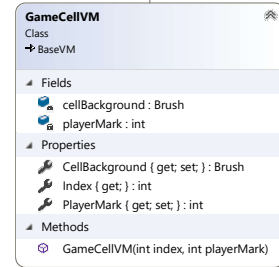 GameCellVM
Class
BaseVM
Fields
cellBackground : Brush
playerMark : int
Properties
CellBackground { get; set; } : Brush
Index { get; } : int
PlayerMark { get; set; } : int
Methods
GameCellVM(int index, int playerMark)